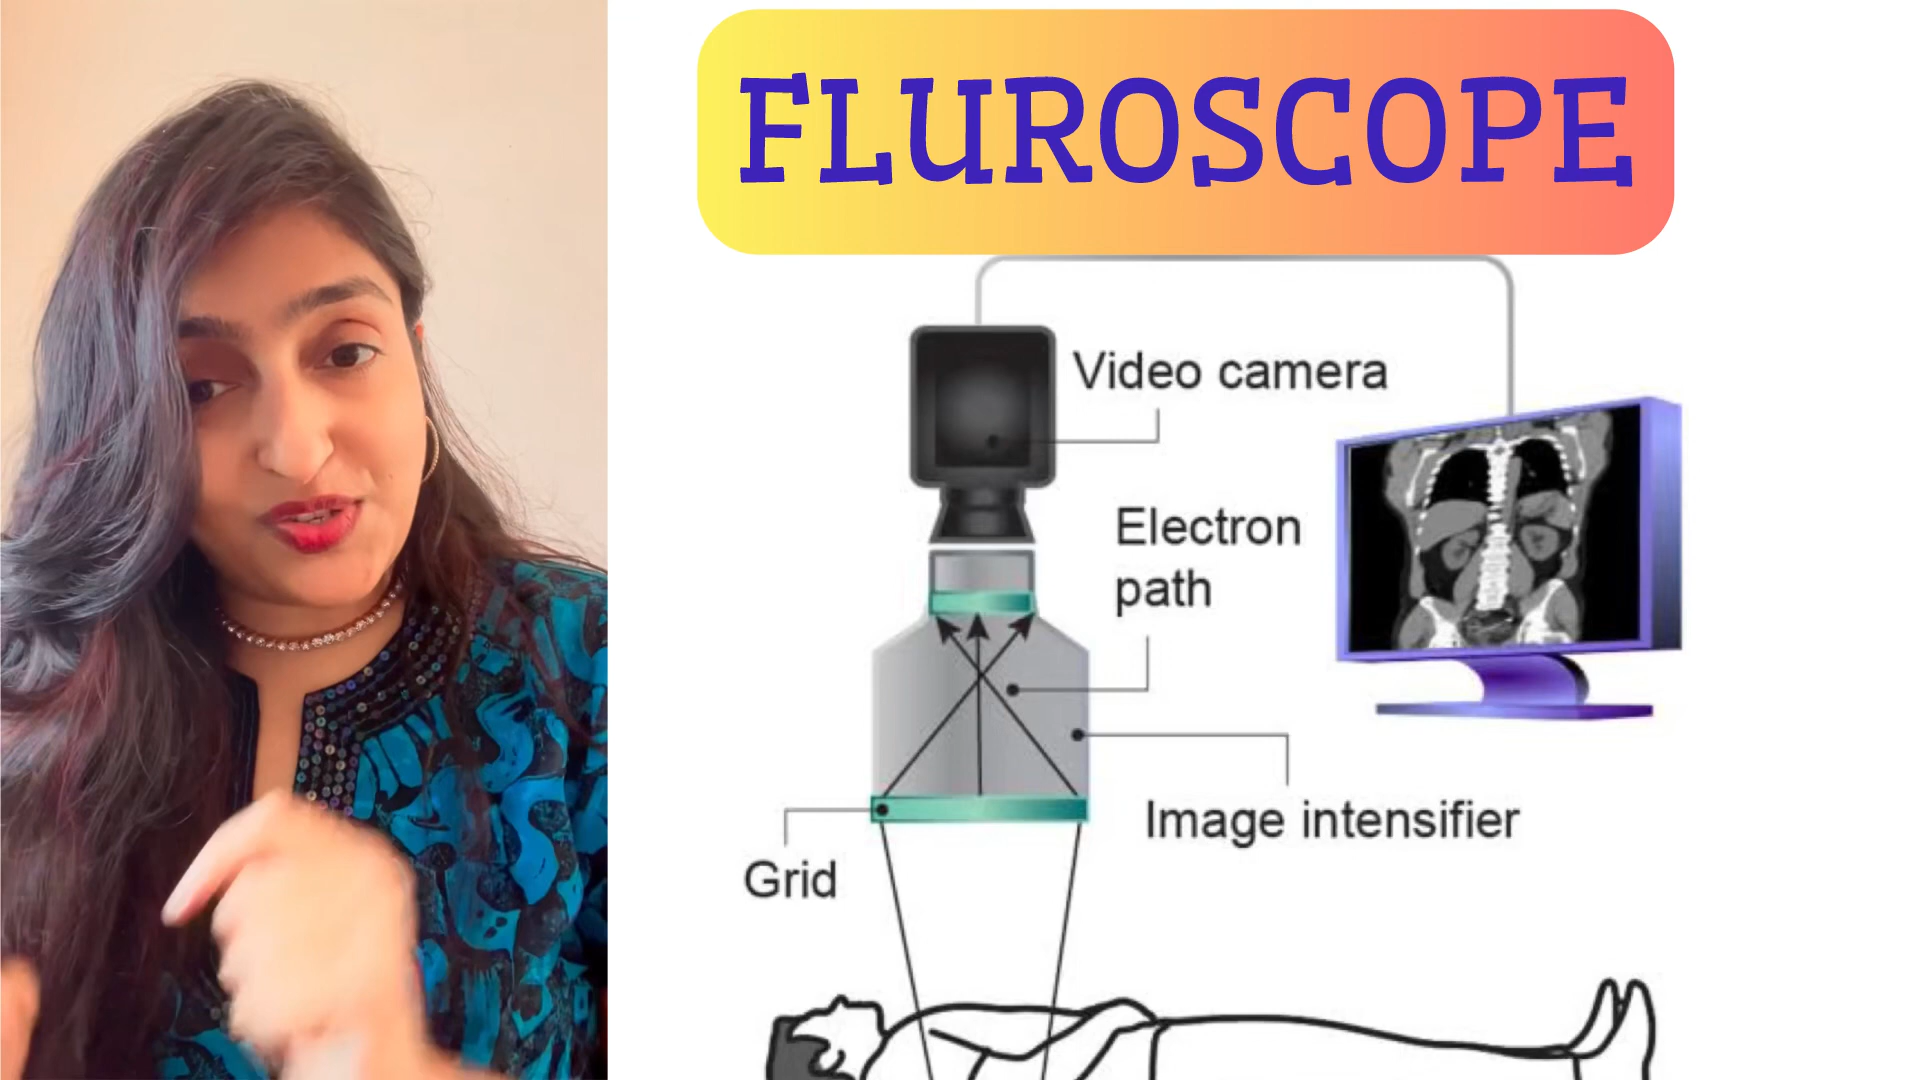 FLUROSCOPE
Video camera
Electron
path
Image intensifier
Grid